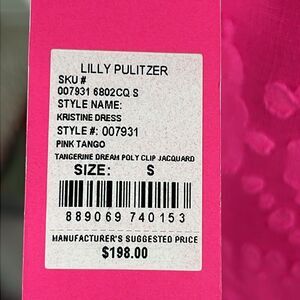 LILLY PULITZER
SKU #
007931 6802CQ S
STYLE NAME:
KRISTINE DRESS
STYLE #: 007931
PINK TANGO
TANGERINE DREAM POLY CLIP JACQUARD
SIZE: S
889069 740153
MANUFACTURER'S SUGGESTED PRICE
$198.00